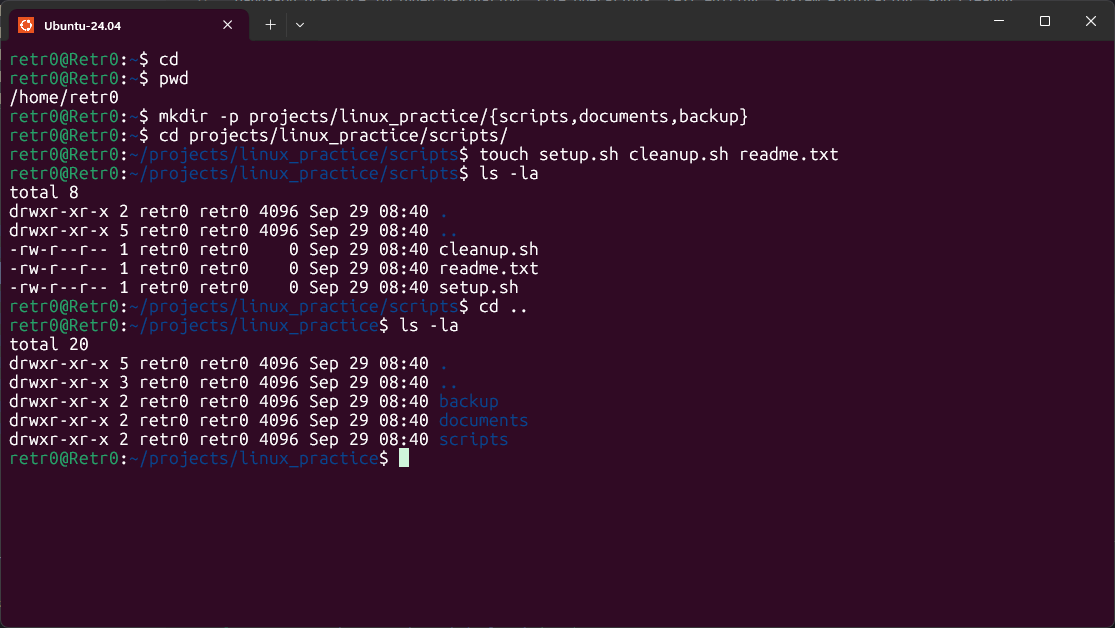 Ubuntu-24.04
retr0@Retr0:~$ cd
retr0@Retr0:~$ pwd
/home/retr0
retr0@Retr0:~$ mkdir -p projects/linux_practice/{scripts,documents,backup}
retr0@Retr0:~$ cd projects/linux_practice/scripts/
retr0@Retr0:~/projects/linux_practice/scripts$ touch setup.sh cleanup.sh readme.txt
retr0@Retr0:~/projects/linux_practice/scripts$ ls -la
total 8
drwxr-xr-x 2 retr0 retr0 4096 Sep 29 08:40 .
drwxr-xr-x 5 retr0 retr0 4096 Sep 29 08:40 ..
-rw-r--r-- 1 retr0 retr0    0 Sep 29 08:40 cleanup.sh
-rw-r--r-- 1 retr0 retr0    0 Sep 29 08:40 readme.txt
-rw-r--r-- 1 retr0 retr0    0 Sep 29 08:40 setup.sh
retr0@Retr0:~/projects/linux_practice/scripts$ cd ..
retr0@Retr0:~/projects/linux_practice$ ls -la
total 20
drwxr-xr-x 5 retr0 retr0 4096 Sep 29 08:40 .
drwxr-xr-x 3 retr0 retr0 4096 Sep 29 08:40 ..
drwxr-xr-x 2 retr0 retr0 4096 Sep 29 08:40 backup
drwxr-xr-x 2 retr0 retr0 4096 Sep 29 08:40 documents
drwxr-xr-x 2 retr0 retr0 4096 Sep 29 08:40 scripts
retr0@Retr0:~/projects/linux_practice$